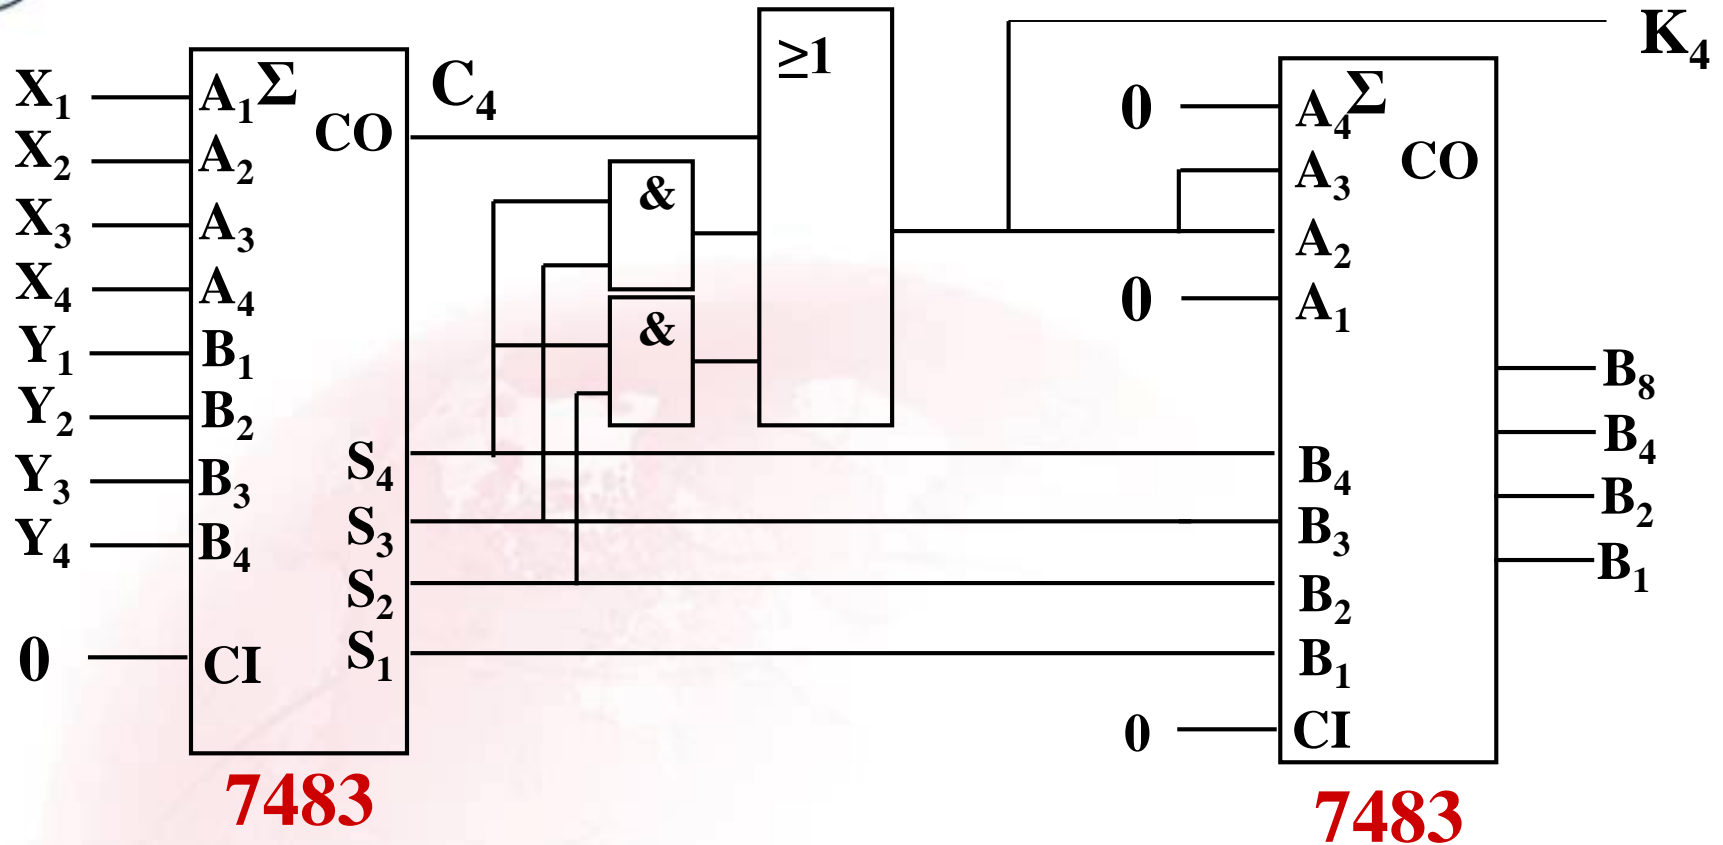 X₁
X₂
X₃
X₄
Y₁
Y₂
Y₃
Y₄
0
A₁ Σ
CO
A₂
A₃
A₄
B₁
B₂
B₃
B₄
S₄
S₃
S₂
S₁
CI
7483
C₄
&
&
≥1
K₄
0
0
0
A₄ Σ
CO
A₃
A₂
A₁
B₄
B₃
B₂
B₁
CI
7483
B₈
B₄
B₂
B₁